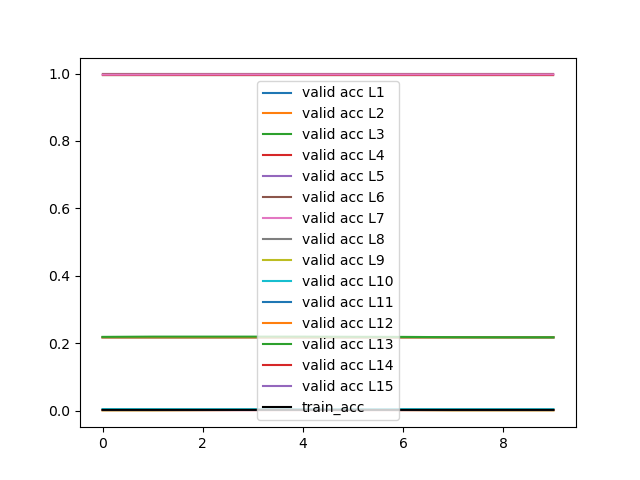 1.0
0.8
0.6
0.4
0.2
0.0
valid acc L1
valid acc L2
valid acc L3
valid acc L4
valid acc L5
valid acc L6
valid acc L7
valid acc L8
valid acc L9
valid acc L10
valid acc L11
valid acc L12
valid acc L13
valid acc L14
valid acc L15
train_acc
0 2 4 6 8